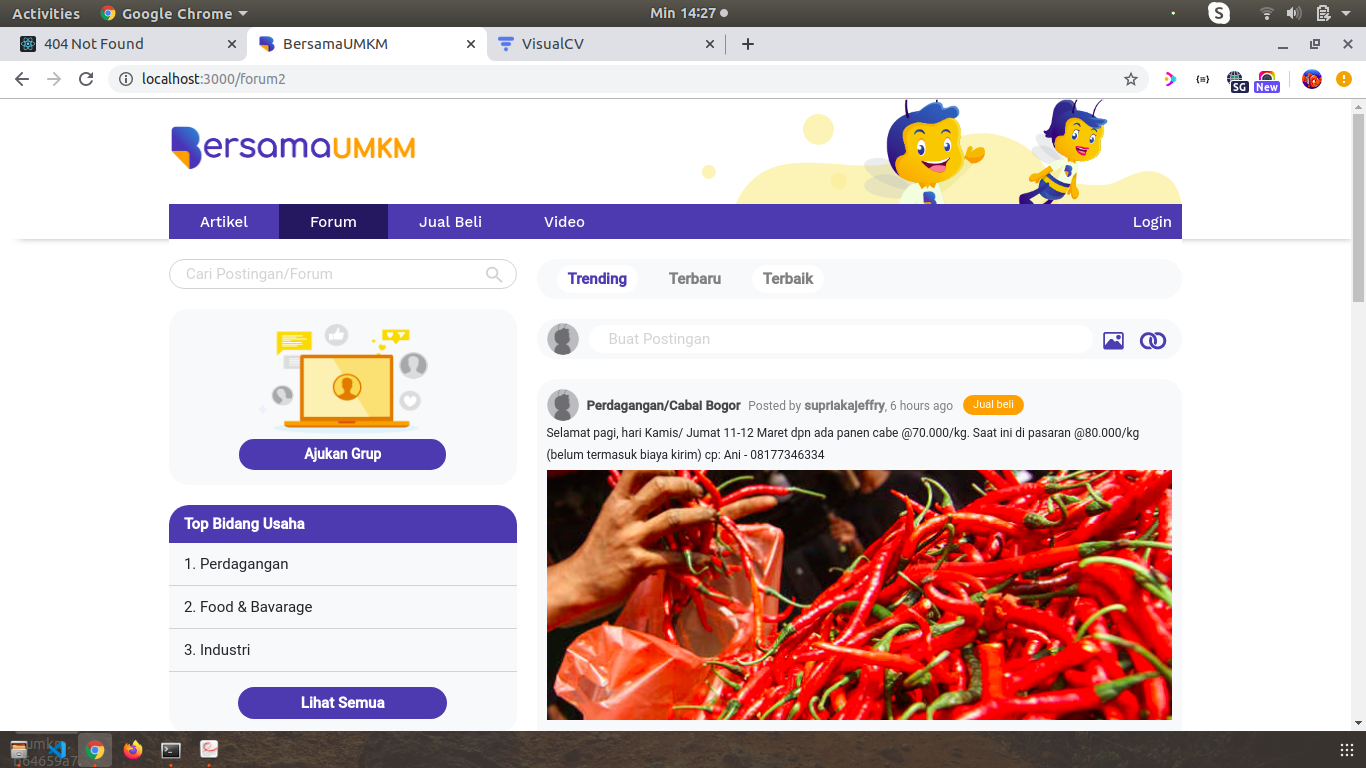 Activities
Google Chrome
Min 14:27
S
404 Not Found
BersamaUMKM
VisualCV
localhost:3000/forum2
SG
New
BersamaUMKM
Artikel
Forum
Jual Beli
Video
Login
Cari Postingan/Forum
Trending
Terbaru
Terbaik
Buat Postingan
Ajukan Grup
Perdagangan/Cabai Bogor Posted by supriakajeffry, 6 hours ago Jual beli
Selamat pagi, hari Kamis/ Jumat 11-12 Maret dpn ada panen cabe @70.000/kg. Saat ini di pasaran @80.000/kg
(belum termasuk biaya kirim) cp: Ani - 08177346334
Top Bidang Usaha
1. Perdagangan
2. Food & Bavarage
3. Industri
Lihat Semua